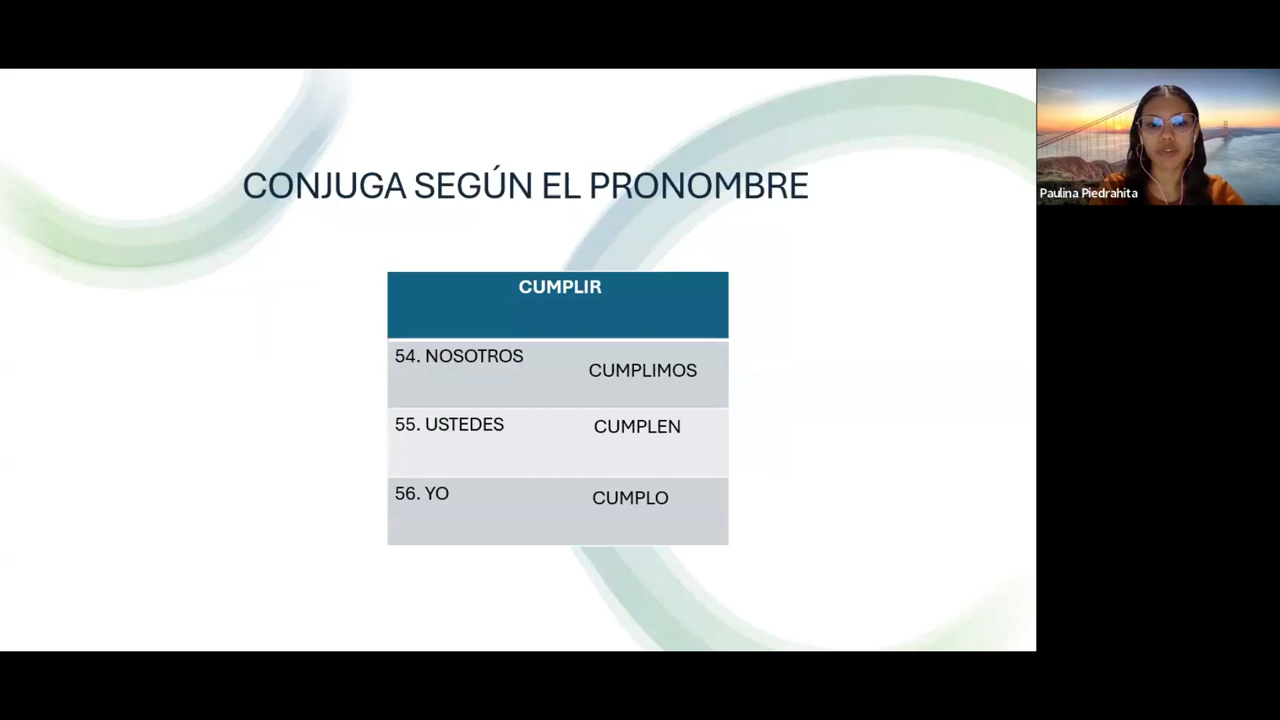 CONJUGA SEGÚN EL PRONOMBRE
CUMPLIR
54. NOSOTROS CUMPLIMOS
55. USTEDES CUMPLEN
56. YO CUMPLO
Paulina Piedrahita